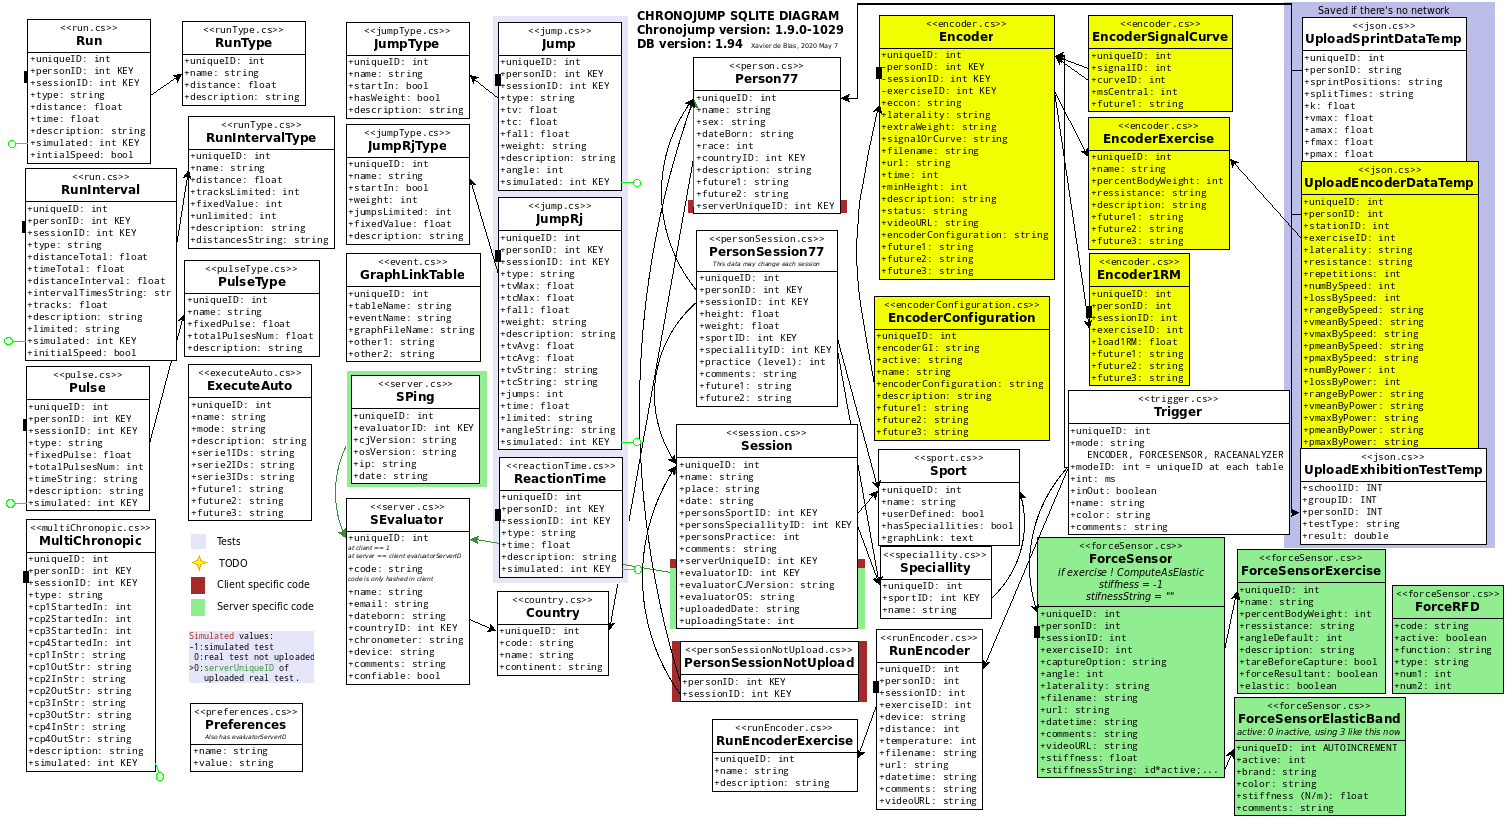 CHRONOJUMP SQLITE DIAGRAM
Chronojump version: 1.9.0-1029
DB version: 1.94 Xavier de Blas, 2020 May 7
<<run.cs>>
Run
+uniqueID: int
+personID: int KEY
+sessionID: int KEY
+type: string
+distance: float
+time: float
+description: string
+simulated: int KEY
+intialSpeed: bool
<<run.cs>>
RunInterval
+uniqueID: int
+personID: int KEY
+sessionID: int KEY
+type: string
+distanceTotal: float
+timeTotal: float
+distanceInterval: float
+intervalTimesString: str
+tracks: float
+description: string
+limited: string
+simulated: int KEY
+initialSpeed: bool
<<pulse.cs>>
Pulse
+uniqueID: int
+personID: int KEY
+sessionID: int KEY
+type: string
+fixedPulse: float
+totalPulsesNum: int
+timeString: string
+description: string
+simulated: int KEY
<<multiChronopic.cs>>
MultiChronopic
+uniqueID: int
+personID: int KEY
+sessionID: int KEY
+type: string
+cp1StartedIn: int
+cp2StartedIn: int
+cp3StartedIn: int
+cp4StartedIn: int
+cp1InStr: string
+cp1OutStr: string
+cp2InStr: string
+cp2OutStr: string
+cp3InStr: string
+cp3OutStr: string
+cp4InStr: string
+cp4OutStr: string
+description: string
+simulated: int KEY
<<runType.cs>>
RunType
+uniqueID: int
+name: string
+distance: float
+description: string
<<runType.cs>>
RunIntervalType
+uniqueID: int
+name: string
+distance: float
+tracksLimited: int
+fixedValue: int
+unlimited: int
+description: string
+distancesString: string
<<pulseType.cs>>
PulseType
+uniqueID: int
+name: string
+fixedPulse: float
+totalPulsesNum: float
+description: string
<<executeAuto.cs>>
ExecuteAuto
+uniqueID: int
+name: string
+mode: string
+description: string
+serie1IDs: string
+serie2IDs: string
+serie3IDs: string
+future1: string
+future2: string
+future3: string
Tests
TODO
Client specific code
Server specific code
Simulated values:
-1:simulated test
0:real test not uploaded
>0:serverUniqueID of
uploaded real test.
<<preferences.cs>>
Preferences
Also has evaluatorServerID
+name: string
+value: string
<<jumpType.cs>>
JumpType
+uniqueID: int
+name: string
+startIn: bool
+hasWeight: bool
+description: string
<<jumpType.cs>>
JumpRjType
+uniqueID: int
+name: string
+startIn: bool
+weight: int
+jumpsLimited: int
+fixedValue: float
+description: string
<<event.cs>>
GraphLinkTable
+uniqueID: int
+tableName: string
+eventName: string
+graphFileName: string
+other1: string
+other2: string
<<server.cs>>
SPing
+uniqueID: int
+evaluatorID: int KEY
+cjVersion: string
+osVersion: string
+ip: string
+date: string
<<server.cs>>
SEvaluator
+uniqueID: int
at client == 1
at server == client evaluatorServerID
+code: string
code is only hashed in client
+name: string
+email: string
+dateborn: string
+countryID: int KEY
+chronometer: string
+device: string
+comments: string
+confiable: bool
<<jump.cs>>
Jump
+uniqueID: int
+personID: int KEY
+sessionID: int KEY
+type: string
+tv: float
+tc: float
+fall: float
+weight: string
+description: string
+angle: int
+simulated: int KEY
<<jump.cs>>
JumpRj
+uniqueID: int
+personID: int KEY
+sessionID: int KEY
+type: string
+tvMax: float
+tcMax: float
+fall: float
+weight: string
+description: string
+tvAvg: float
+tcAvg: float
+tvString: string
+tcString: string
+jumps: int
+time: float
+limited: string
+angleString: string
+simulated: int KEY
<<reactionTime.cs>>
ReactionTime
+uniqueID: int
+personID: int KEY
+sessionID: int KEY
+type: string
+time: float
+description: string
+simulated: int KEY
<<country.cs>>
Country
+uniqueID: int
+code: string
+name: string
+continent: string
<<person.cs>>
Person77
+uniqueID: int
+name: string
+sex: string
+dateBorn: string
+race: int
+countryID: int KEY
+description: string
+future1: string
+future2: string
+serverUniqueID: int KEY
<<personSession.cs>>
PersonSession77
This data may change each session
+uniqueID: int
+personID: int KEY
+sessionID: int KEY
+height: float
+weight: float
+sportID: int KEY
+speciallityID: int KEY
+practice (level): int
+comments: string
+future1: string
+future2: string
<<session.cs>>
Session
+uniqueID: int
+name: string
+place: string
+date: string
+personsSportID: int KEY
+personsSpeciallityID: int KEY
+personsPractice: int
+comments: string
+serverUniqueID: int KEY
+evaluatorID: int KEY
+evaluatorCJVersion: string
+evaluatorOS: string
+uploadedDate: string
+uploadingState: int
<<personSessionNotUpload.cs>>
PersonSessionNotUpload
+personID: int KEY
+sessionID: int KEY
<<runEncoder.cs>>
RunEncoderExercise
+uniqueID: int
+name: string
+description: string
<<encoder.cs>>
Encoder
+uniqueID: int
+personID: int KEY
-sessionID: int KEY
-exerciseID: int KEY
+eccon: string
+laterality: string
+extraWeight: string
+signalOrCurve: string
+filename: string
+url: string
+time: int
+minHeight: int
+description: string
+status: string
+videoURL: string
+encoderConfiguration: string
+future1: string
+future2: string
+future3: string
<<encoderConfiguration.cs>>
EncoderConfiguration
+uniqueID: int
+encoderGI: string
+active: string
+name: string
+encoderConfiguration: string
+description: string
+future1: string
+future2: string
+future3: string
<<sport.cs>>
Sport
+uniqueID: int
+name: string
+userDefined: bool
+hasSpeciallities: bool
+graphLink: text
<<speciallity.cs>>
Speciallity
+uniqueID: int
+sportID: int KEY
+name: string
<<runEncoder.cs>>
RunEncoder
+uniqueID: int
+personID: int
+sessionID: int
+exerciseID: int
+device: string
+distance: int
+temperature: int
+filename: string
+url: string
+datetime: string
+comments: string
+videoURL: string
<<encoder.cs>>
EncoderSignalCurve
+uniqueID: int
+signalID: int
+curveID: int
+msCentral: int
+future1: string
<<encoder.cs>>
EncoderExercise
+uniqueID: int
+name: string
+percentBodyWeight: int
+ressistance: string
+description: string
+future1: string
+future2: string
+future3: string
<<encoder.cs>>
Encoder1RM
+uniqueID: int
+personID: int
+sessionID: int
+exerciseID: int
+load1RM: float
+future1: string
+future2: string
+future3: string
<<trigger.cs>>
Trigger
+uniqueID: int
+mode: string
ENCODER, FORCESENSOR, RACEANALYZER
+modeID: int = uniqueID at each table
+int: ms
+inOut: boolean
+name: string
+color: string
+comments: string
<<forceSensor.cs>>
ForceSensor
if exercise ! ComputeAsElastic
stiffness = -1
stifnessString = ""
+uniqueID: int
+personID: int
+sessionID: int
+exerciseID: int
+captureOption: string
+angle: int
+laterality: string
+filename: string
+url: string
+datetime: string
+comments: string
+videoURL: string
+stiffness: float
+stiffnessString: id*active;...
Saved if there's no network
<<json.cs>>
UploadSprintDataTemp
+uniqueID: int
+personID: string
+sprintPositions: string
+splitTimes: string
+k: float
+vmax: float
+amax: float
+fmax: float
+pmax: float
<<json.cs>>
UploadEncoderDataTemp
+uniqueID: int
+personID: int
+stationID: int
+exerciseID: int
+laterality: string
+resistance: string
+repetitions: int
+numBySpeed: int
+lossBySpeed: int
+rangeBySpeed: string
+vmeanBySpeed: string
+vmaxBySpeed: string
+pmeanBySpeed: string
+pmaxBySpeed: string
+numByPower: int
+lossByPower: int
+rangeByPower: string
+vmeanByPower: string
+vmaxByPower: string
+pmeanByPower: string
+pmaxByPower: string
<<json.cs>>
UploadExhibitionTestTemp
+schoolID: INT
+groupID: INT
+personID: INT
+testType: string
+result: double
<<forceSensor.cs>>
ForceSensorExercise
+uniqueID: int
+name: string
+percentBodyWeight: int
+ressistance: string
+angleDefault: int
+description: string
+tareBeforeCapture: bool
+forceResultant: boolean
+elastic: boolean
<<forceSensor.cs>>
ForceRFD
+code: string
+active: boolean
+function: string
+type: string
+num1: int
+num2: int
<<forceSensor.cs>>
ForceSensorElasticBand
active: 0 inactive, using 3 like this now
+uniqueID: int AUTOINCREMENT
+active: int
+brand: string
+color: string
+stiffness (N/m): float
+comments: string